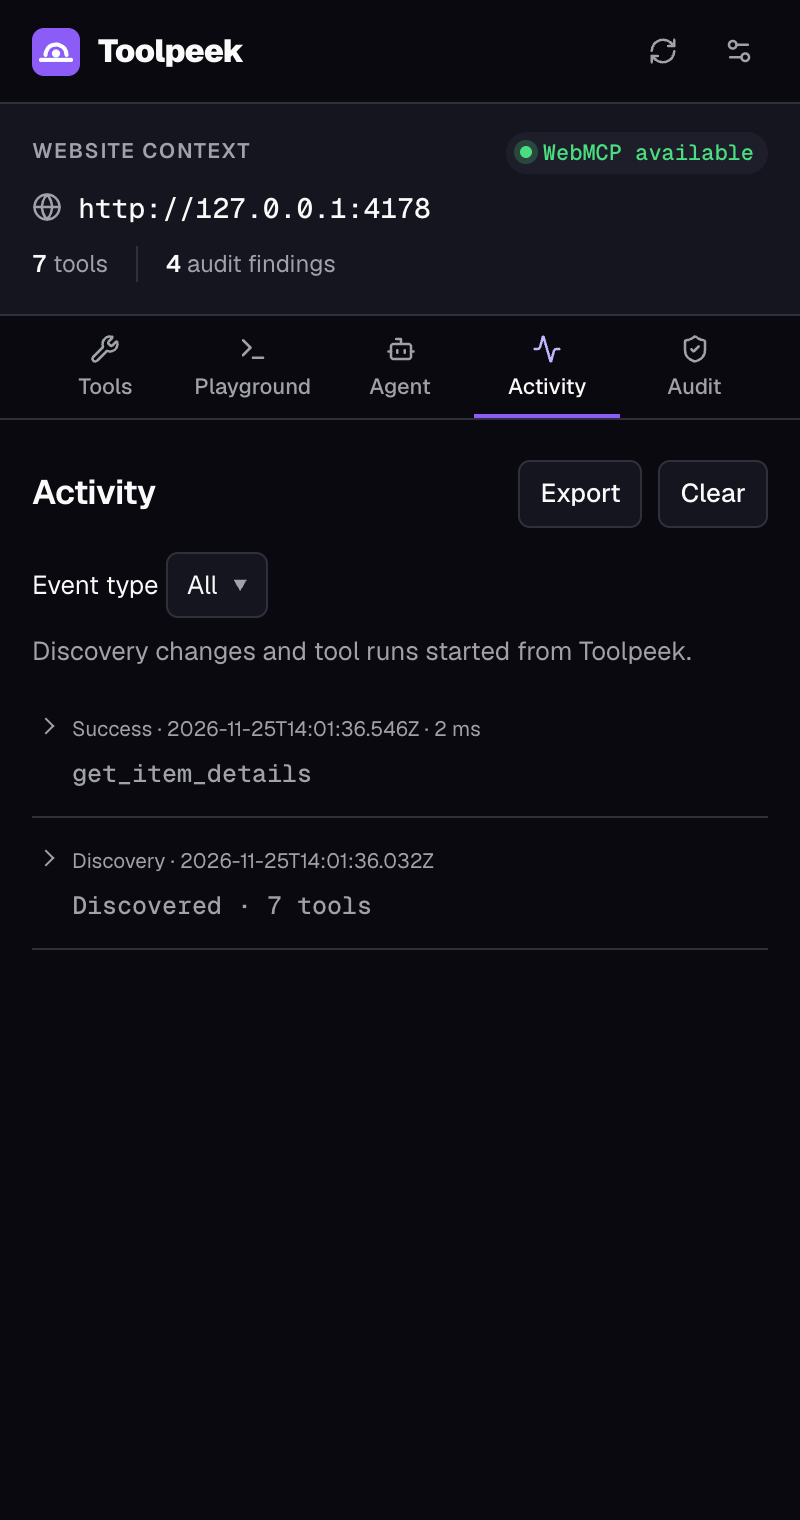 Toolpeek
WEBSITE CONTEXT
WebMCP available
http://127.0.0.1:4178
7 tools
4 audit findings
Tools
Playground
Agent
Activity
Audit
Activity
Export
Clear
Event type
All
Discovery changes and tool runs started from Toolpeek.
Success · 2026-11-25T14:01:36.546Z · 2 ms
get_item_details
Discovery · 2026-11-25T14:01:36.032Z
Discovered · 7 tools